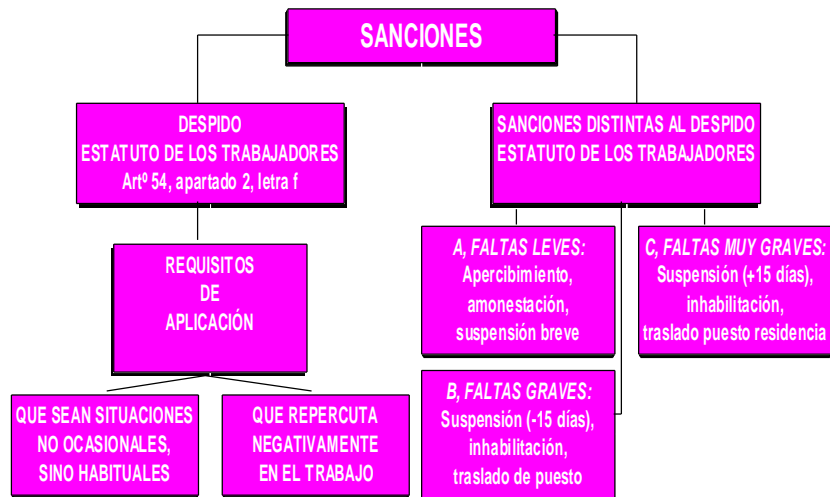 SANCIONES
DESPIDO
ESTATUTO DE LOS TRABAJADORES
Artº 54, apartado 2, letra f
SANCIONES DISTINTAS AL DESPIDO
ESTATUTO DE LOS TRABAJADORES
REQUISITOS
DE
APLICACIÓN
QUE SEAN SITUACIONES
NO OCASIONALES,
SINO HABITUALES
QUE REPERCUTA
NEGATIVAMENTE
EN EL TRABAJO
A, FALTAS LEVES:
Apercibimiento,
amonestación,
suspensión breve
B, FALTAS GRAVES:
Suspensión (-15 días),
inhabilitación,
traslado de puesto
C, FALTAS MUY GRAVES:
Suspensión (+15 días),
inhabilitación,
traslado puesto residencia